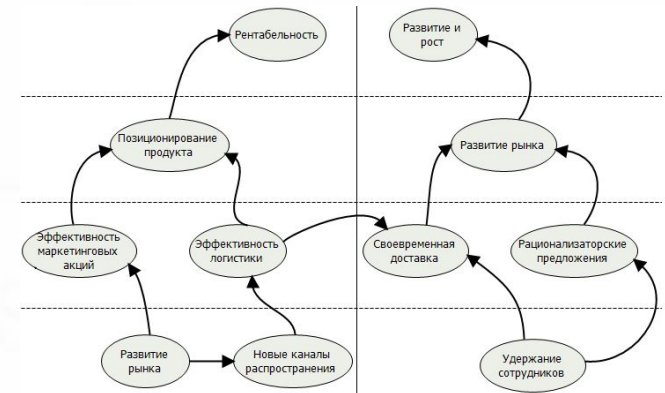 Рентабельность
Развитие и
рост
Позиционирование
продукта
Развитие рынка
Эффективность
маркетинговых
акций
Эффективность
логистики
Своевременная
доставка
Рационализаторские
предложения
Развитие
рынка
Новые каналы
распространения
Удержание
сотрудников